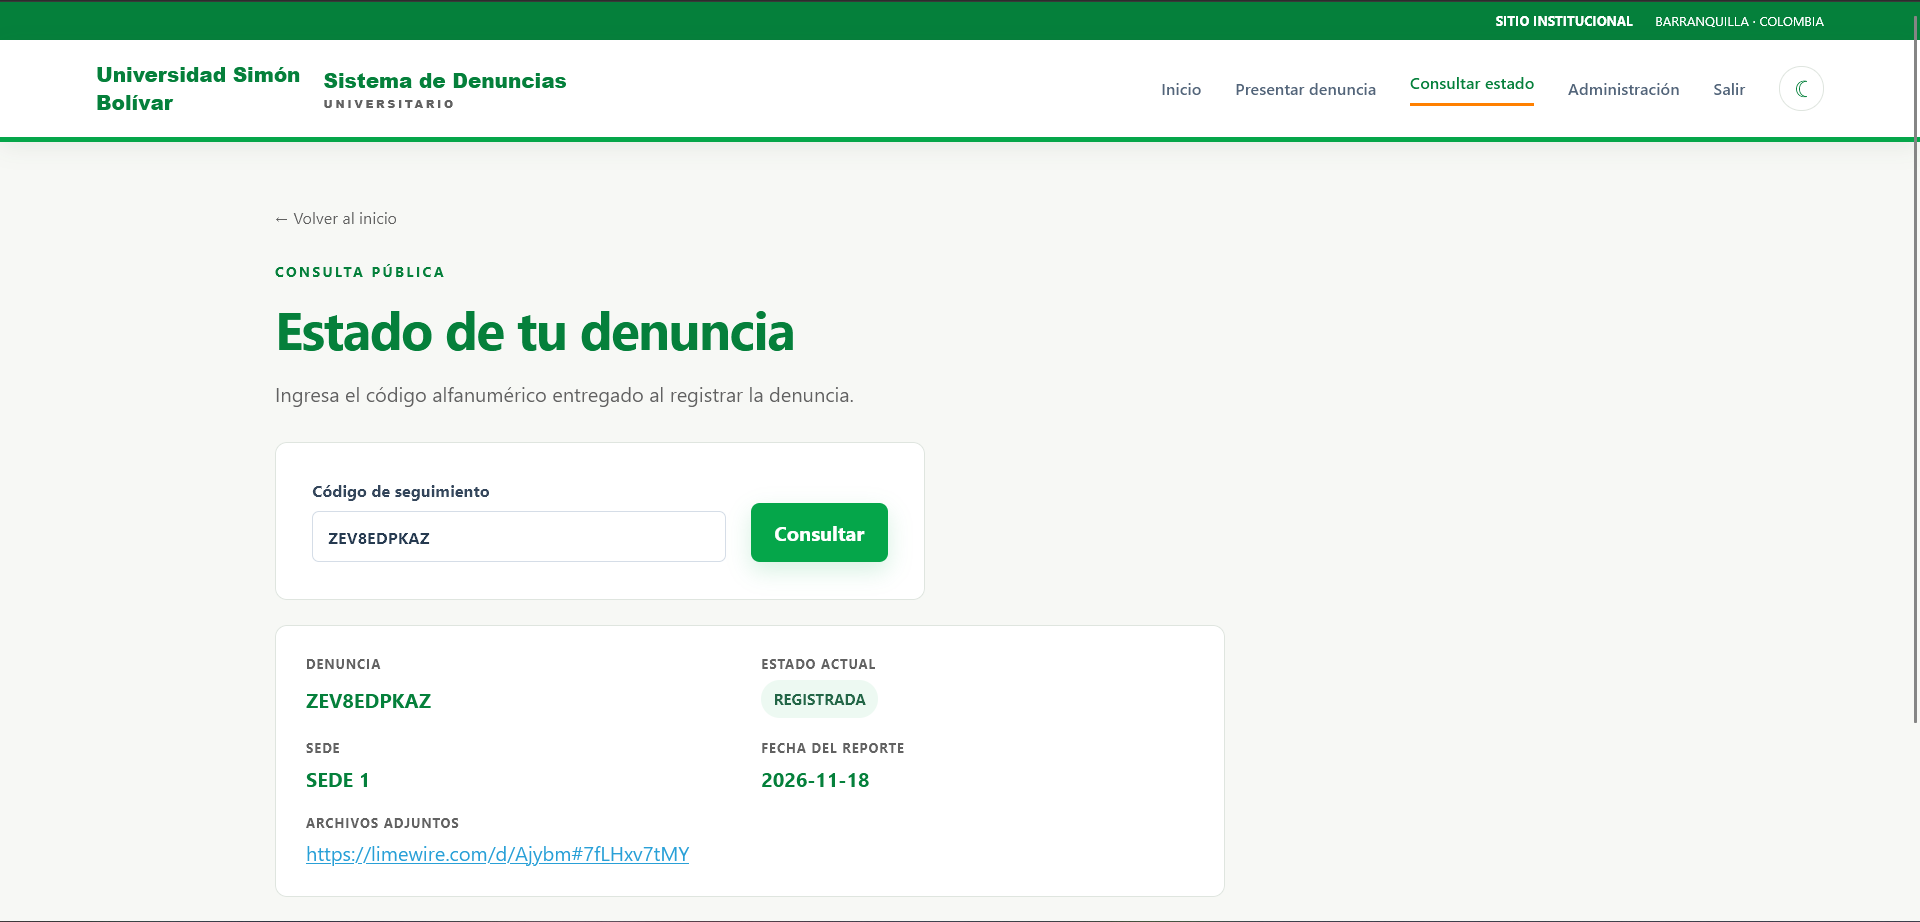 SITIO INSTITUCIONAL BARRANQUILLA · COLOMBIA
Universidad Simón
Bolívar
Sistema de Denuncias
UNIVERSITARIO
Inicio Presentar denuncia Consultar estado Administración Salir
← Volver al inicio
CONSULTA PÚBLICA
Estado de tu denuncia
Ingresa el código alfanumérico entregado al registrar la denuncia.
Código de seguimiento
ZEV8EDPKAZ
Consultar
DENUNCIA
ZEV8EDPKAZ
ESTADO ACTUAL
REGISTRADA
SEDE
SEDE 1
FECHA DEL REPORTE
2026-11-18
ARCHIVOS ADJUNTOS
https://limewire.com/d/Ajybm#7fLHxv7tMY